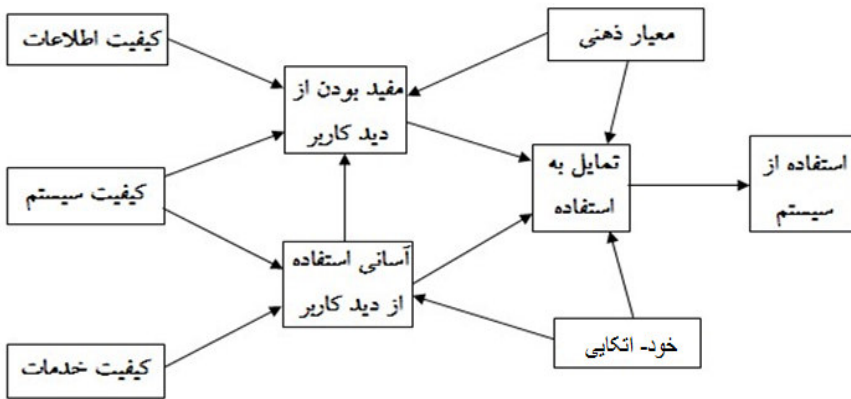 کیفیت اطلاعات
معیار ذهنی
مفید بودن از
دید کاربر
تمایل به
استفاده
استفاده از
سیستم
کیفیت سیستم
آسانی استفاده
از دید کاربر
خود- اتکایی
کیفیت خدمات